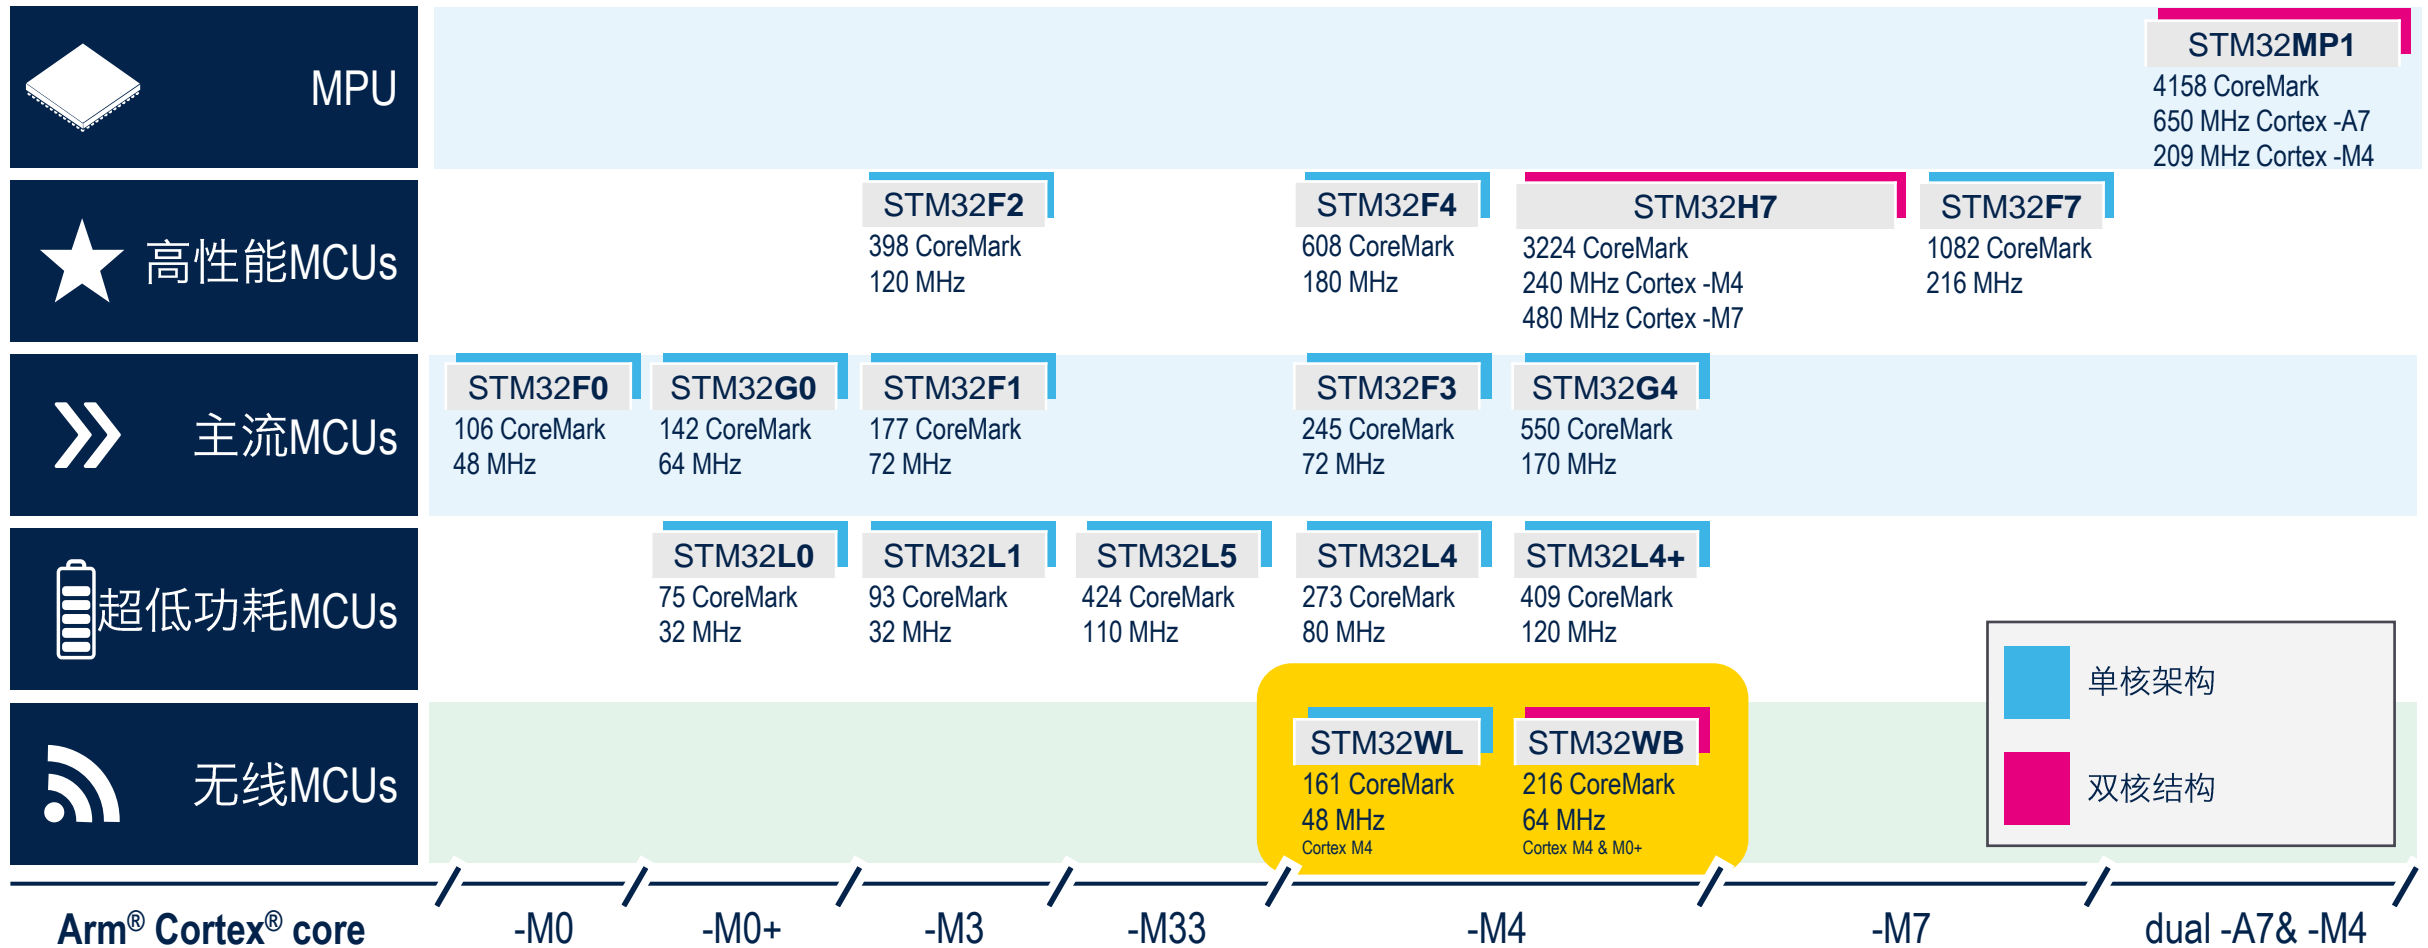 MPU
STM32MP1
4158 CoreMark
650 MHz Cortex -A7
209 MHz Cortex -M4
高性能MCUs
STM32F2
398 CoreMark
120 MHz
STM32F4
608 CoreMark
180 MHz
STM32H7
3224 CoreMark
240 MHz Cortex -M4
480 MHz Cortex -M7
STM32F7
1082 CoreMark
216 MHz
主流MCUs
STM32F0
106 CoreMark
48 MHz
STM32G0
142 CoreMark
64 MHz
STM32F1
177 CoreMark
72 MHz
STM32F3
245 CoreMark
72 MHz
STM32G4
550 CoreMark
170 MHz
超低功耗MCUs
STM32L0
75 CoreMark
32 MHz
STM32L1
93 CoreMark
32 MHz
STM32L5
424 CoreMark
110 MHz
STM32L4
273 CoreMark
80 MHz
STM32L4+
409 CoreMark
120 MHz
无线MCUs
STM32WL
161 CoreMark
48 MHz
Cortex M4
STM32WB
216 CoreMark
64 MHz
Cortex M4 & M0+
单核架构
双核结构
Arm® Cortex® core
-M0
-M0+
-M3
-M33
-M4
-M7
dual -A7& -M4